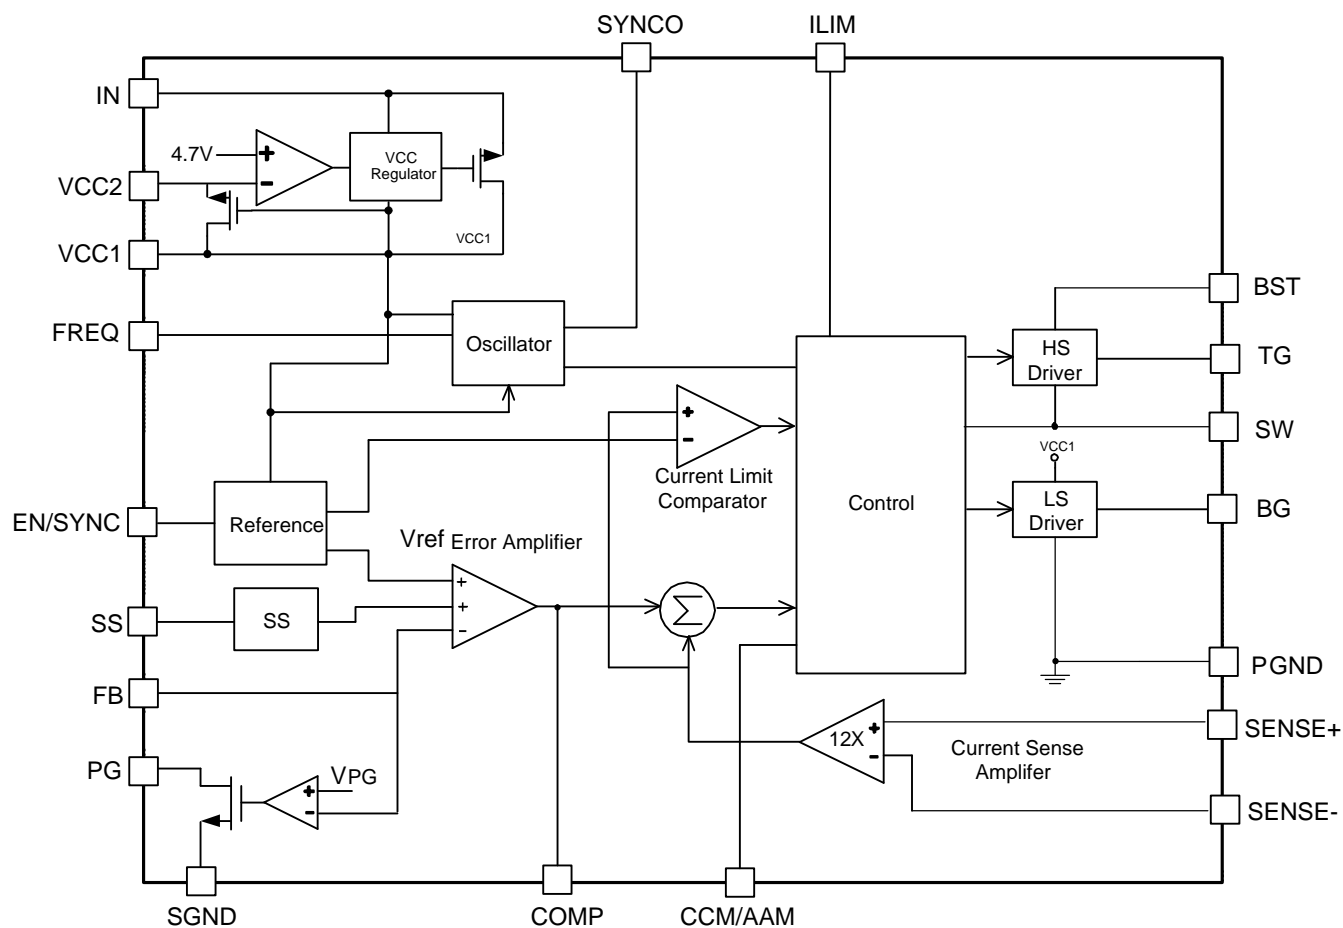 SYNCO
ILIM
IN
4.7V
+
-
VCC
Regulator
VCC2
VCC1
VCC1
FREQ
Oscillator
BST
HS
Driver
TG
SW
+
-
Current Limit
Comparator
VCC1
Control
LS
Driver
BG
EN/SYNC
Reference
Vref Error Amplifier
+
+
-
SS
SS
Σ
FB
PGND
12X
+
-
Current Sense
Amplifer
SENSE+
SENSE-
PG
VPG
+
-
SGND
COMP
CCM/AAM